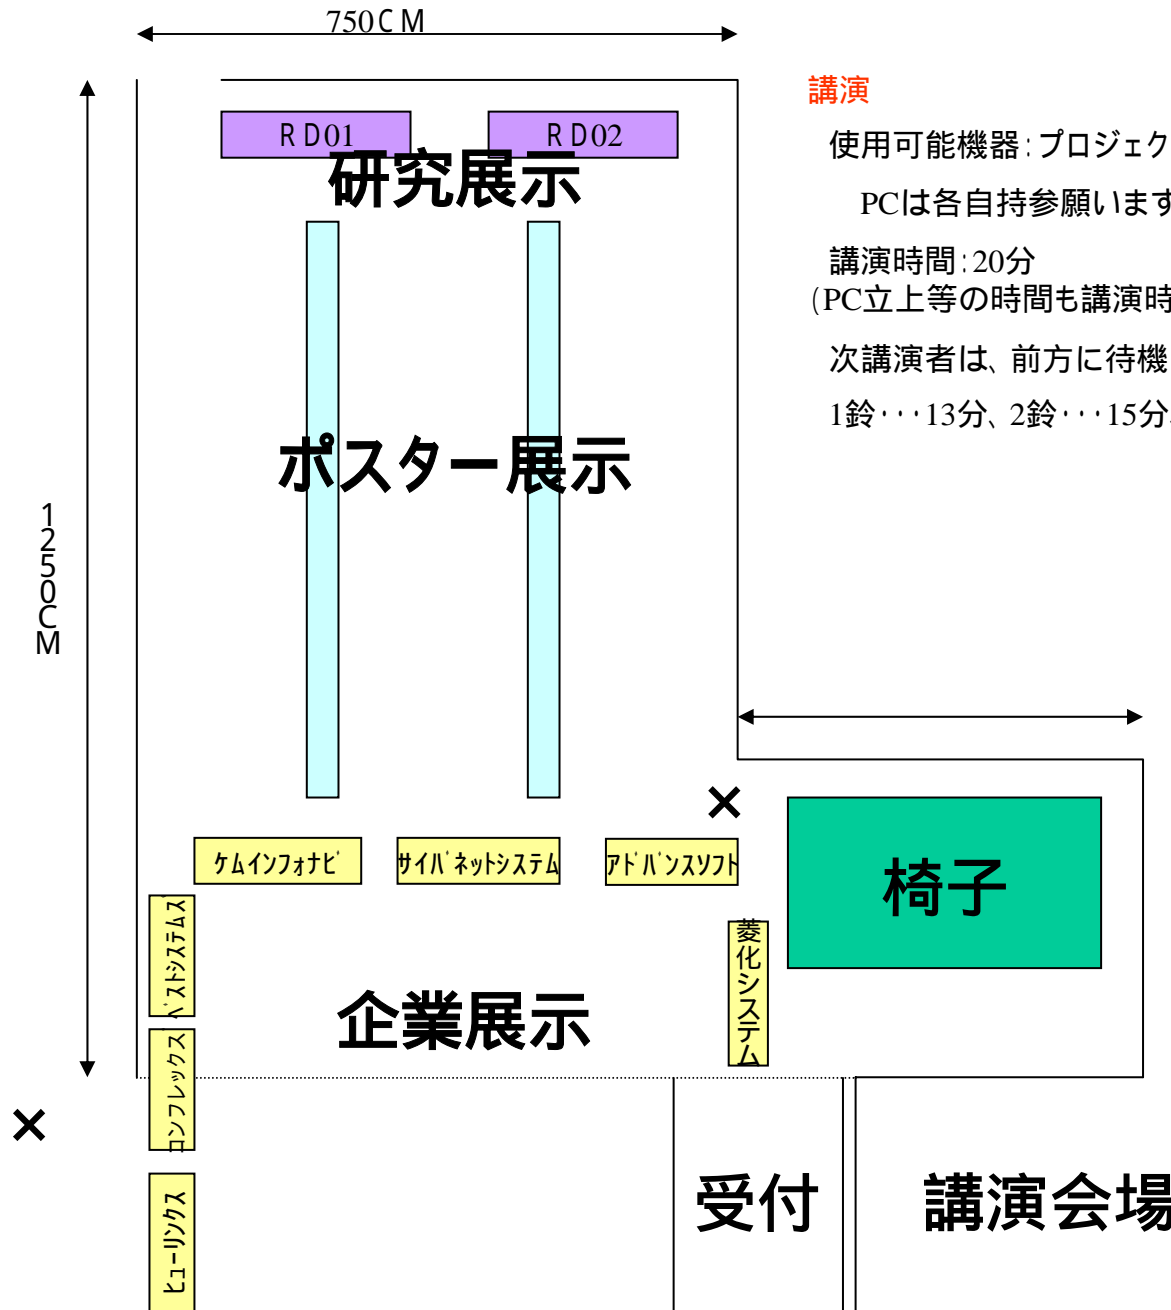 750CM
講演
使用可能機器:プロジェク
PCは各自持参願います
講演時間:20分
(PC立上等の時間も講演時
次講演者は、前方に待機
1鈴･･･13分、2鈴･･･15分
RD01
RD02
研究展示
ポスター展示
1250CM
ケムインフォナビ
サイバネットシステム
アドバンスソフト
椅子
ベストシステムズ
菱化システム
企業展示
コンフレックス
ヒューリンクス
受付
講演会場